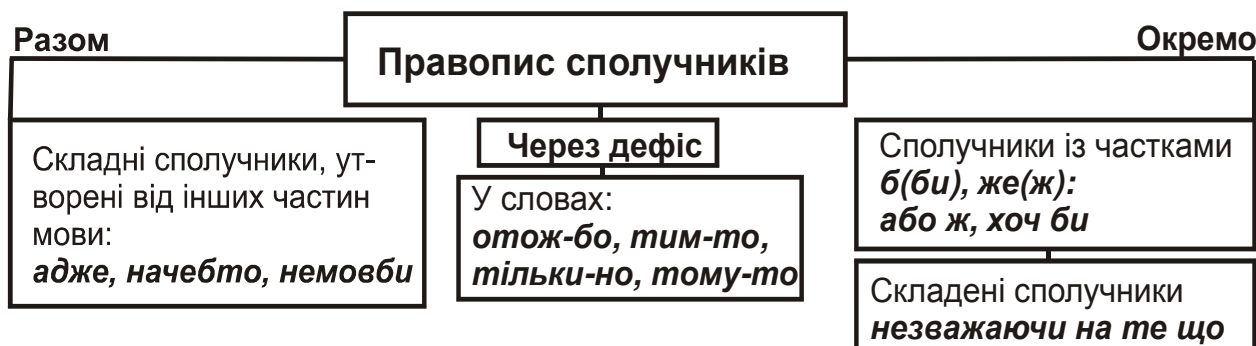 Правопис сполучників
Разом
Складні сполучники, ут-
ворені від інших частин
мови:
адже, начебто, немовби
Через дефіс
У словах:
отож-бо, тим-то,
тільки-но, тому-то
Окремо
Сполучники із частками
б(би), же(ж):
або ж, хоч би
Складені сполучники
незважаючи на те що